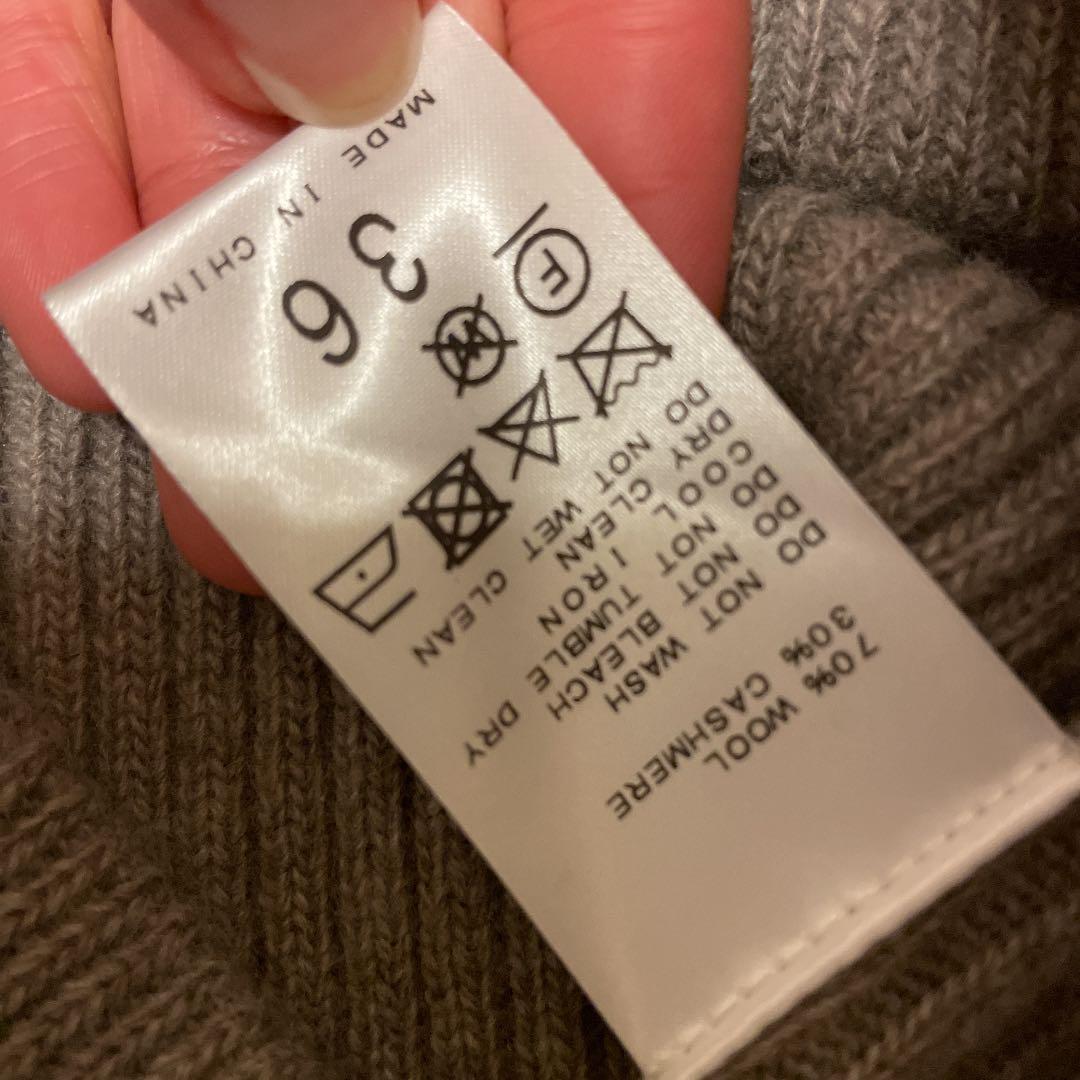 70% WOOL
30% CASHMERE
DO NOT WASH
DO NOT BLEACH
DO NOT TUMBLE DRY
COOL IRON
DRY CLEAN
DO NOT WET CLEAN
F
W
36
MADE IN CHINA